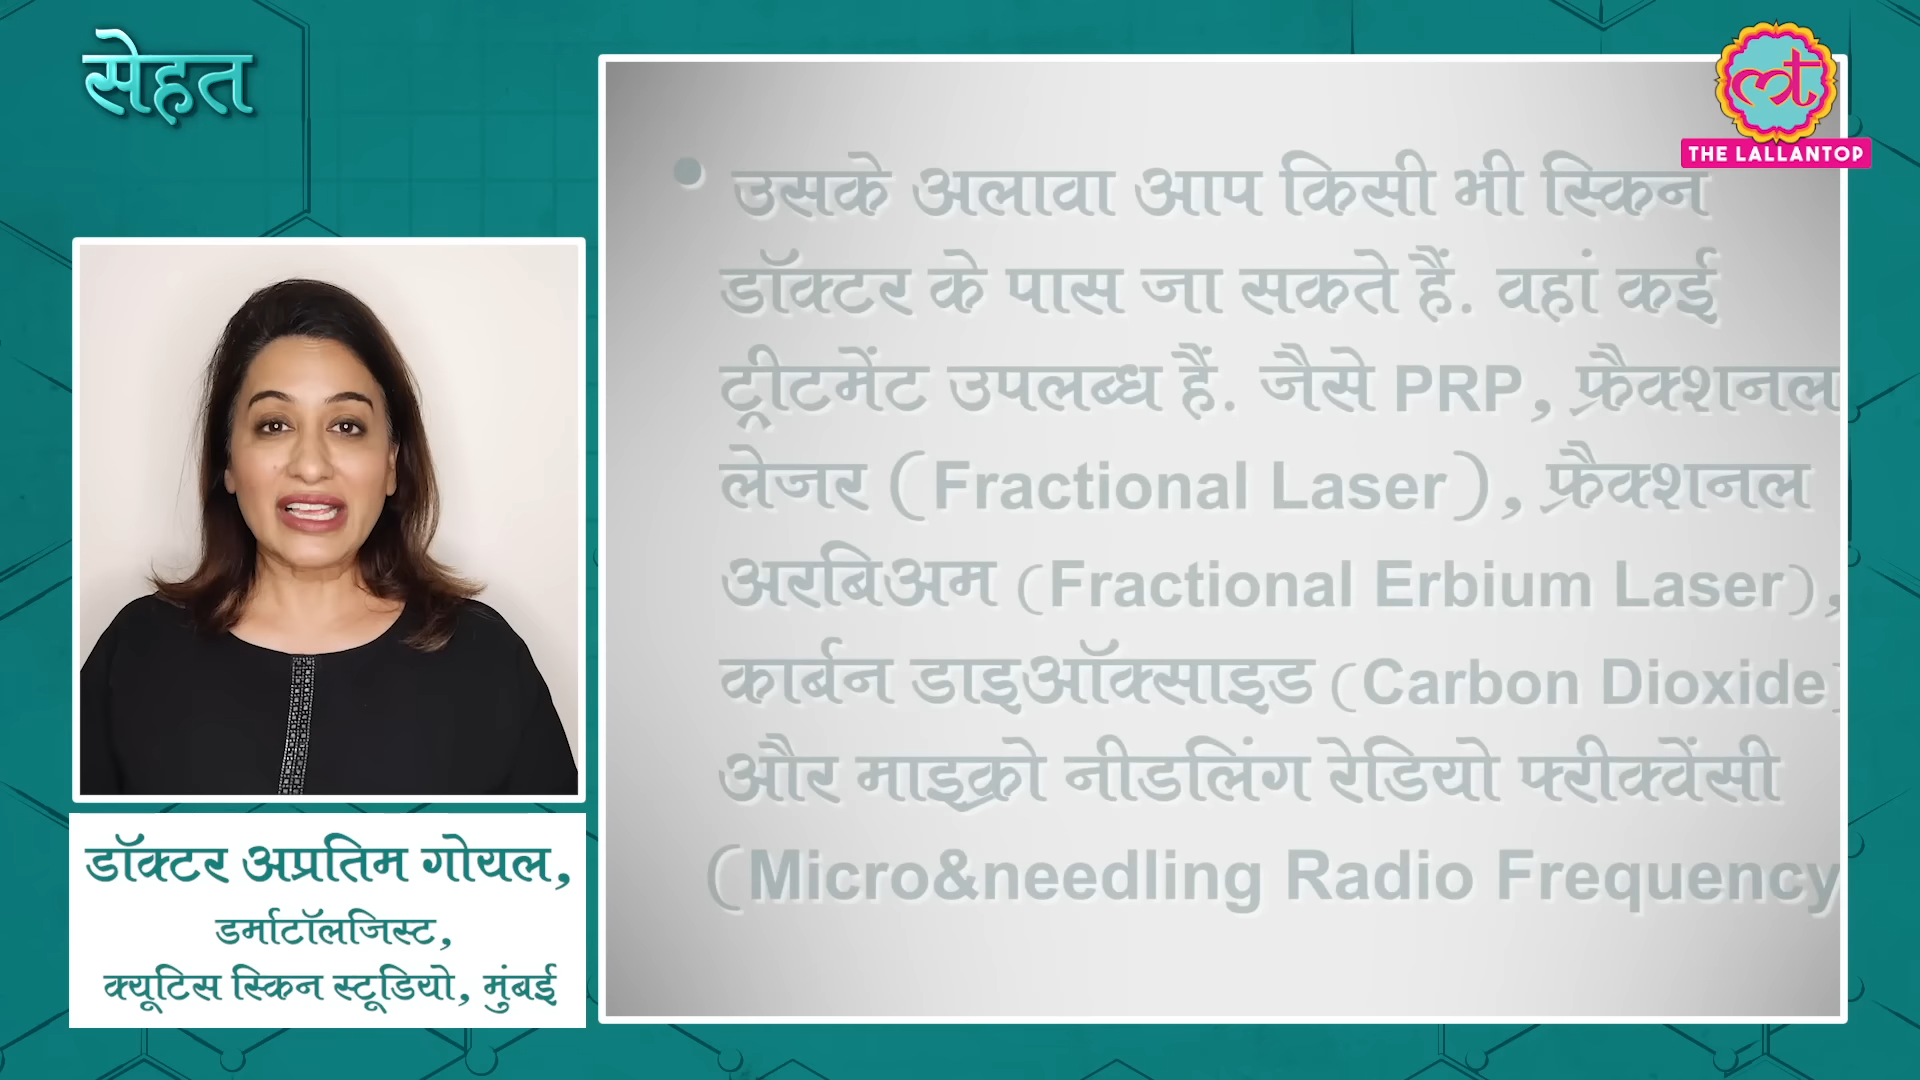 सेहत
THE LALLANTOP
• उसके अलावा आप किसी भी स्किन
डॉक्टर के पास जा सकते हैं. वहां कई
ट्रीटमेंट उपलब्ध हैं. जैसे PRP, फ्रैक्शनल
लेजर (Fractional Laser), फ्रैक्शनल
अरबिअम (Fractional Erbium Laser),
कार्बन डाइऑक्साइड (Carbon Dioxide)
और माइक्रो नीडलिंग रेडियो फ्रीक्वेंसी
(Micro&needling Radio Frequency
डॉक्टर अप्रतिम गोयल,
डर्माटॉलजिस्ट,
क्यूटिस स्किन स्टूडियो, मुंबई